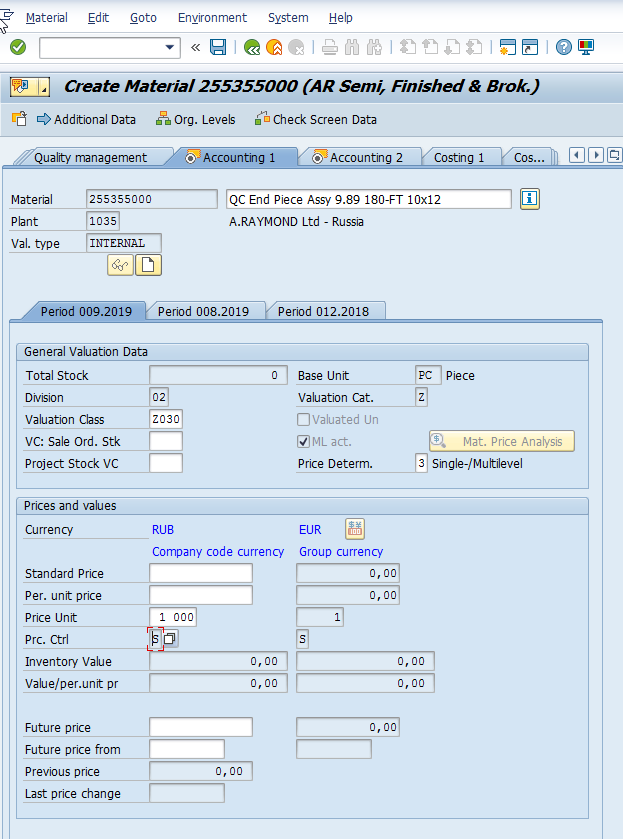 Material Edit Goto Environment System Help
Create Material 255355000 (AR Semi, Finished & Brok.)
Additional Data Org. Levels Check Screen Data
Quality management Accounting 1 Accounting 2 Costing 1 Cos...
Material 255355000 QC End Piece Assy 9.89 180-FT 10x12
Plant 1035 A.RAYMOND Ltd - Russia
Val. type INTERNAL
Period 009.2019 Period 008.2019 Period 012.2018
General Valuation Data
Total Stock 0 Base Unit PC Piece
Division 02 Valuation Cat. Z
Valuation Class Z030 Valuated Un
VC: Sale Ord. Stk ML act. Mat. Price Analysis
Project Stock VC Price Determ. 3 Single-/Multilevel
Prices and values
Currency RUB EUR
Company code currency Group currency
Standard Price 0,00
Per. unit price 0,00
Price Unit 1 000 1
Prc. Ctrl S S
Inventory Value 0,00 0,00
Value/per.unit pr 0,00 0,00
Future price 0,00
Future price from
Previous price 0,00
Last price change